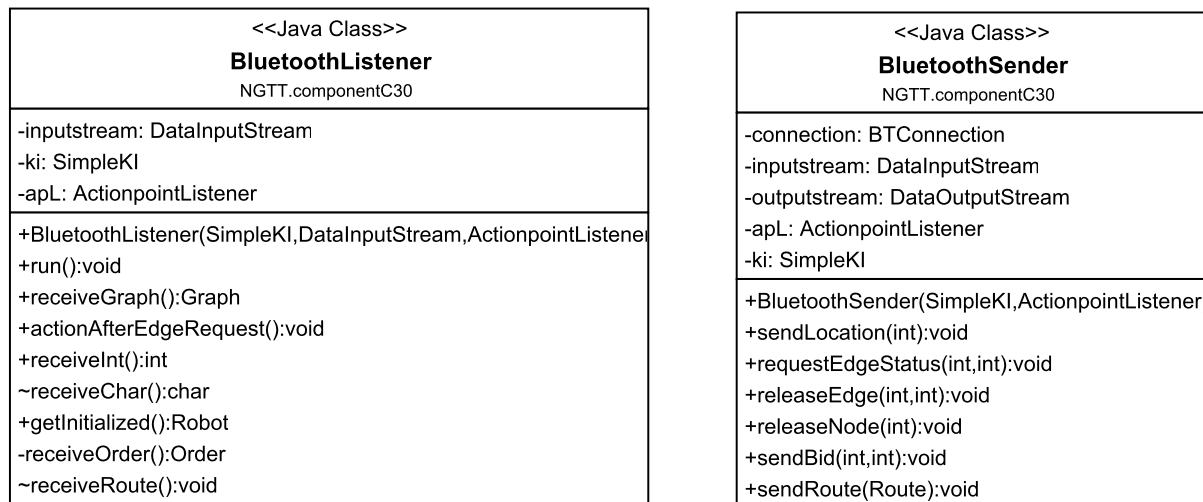 <<Java Class>>
BluetoothListener
NGTT.componentC30
-inputstream: DataInputStream
-ki: SimpleKI
-apL: ActionpointListener
+BluetoothListener(SimpleKI,DataInputStream,ActionpointListener
+run():void
+receiveGraph():Graph
+actionAfterEdgeRequest():void
+receiveInt():int
~receiveChar():char
+getInitialized():Robot
-receiveOrder():Order
~receiveRoute():void
<<Java Class>>
BluetoothSender
NGTT.componentC30
-connection: BTConnection
-inputstream: DataInputStream
-outputstream: DataOutputStream
-apL: ActionpointListener
-ki: SimpleKI
+BluetoothSender(SimpleKI,ActionpointListener
+sendLocation(int):void
+requestEdgeStatus(int,int):void
+releaseEdge(int,int):void
+releaseNode(int):void
+sendBid(int,int):void
+sendRoute(Route):void